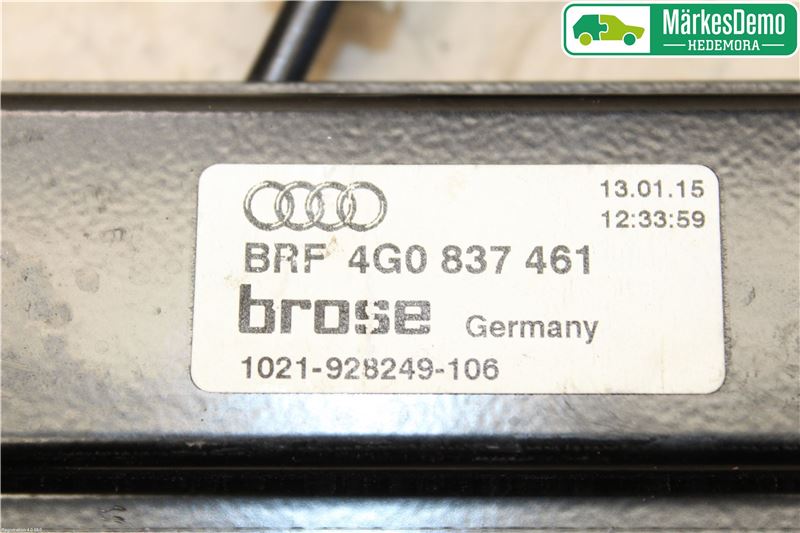 MärkesDemo
HEDEMORA
13.01.15
12:33:59
BRF 4G0 837 461
brose Germany
1021-928249-106